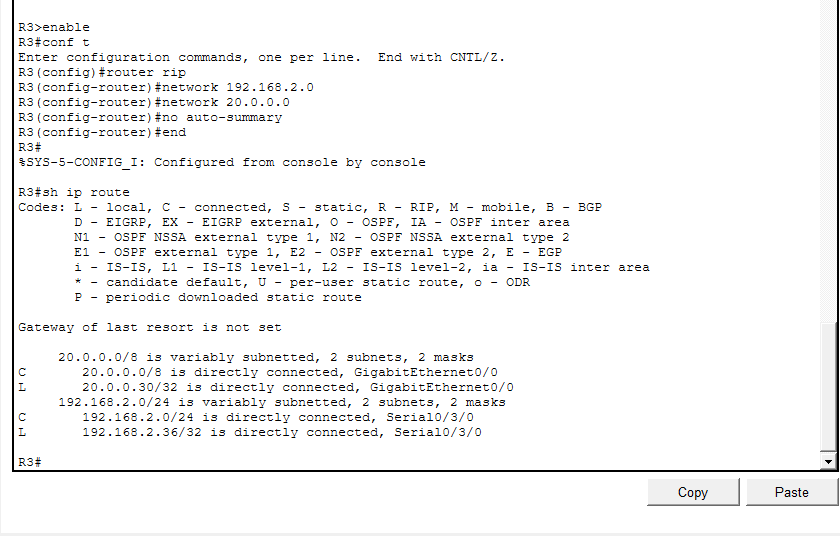 R3>enable
R3#conf t
Enter configuration commands, one per line.  End with CNTL/Z.
R3(config)#router rip
R3(config-router)#network 192.168.2.0
R3(config-router)#network 20.0.0.0
R3(config-router)#no auto-summary
R3(config-router)#end
R3#
%SYS-5-CONFIG_I: Configured from console by console
R3#sh ip route
Codes: L - local, C - connected, S - static, R - RIP, M - mobile, B - BGP
D - EIGRP, EX - EIGRP external, O - OSPF, IA - OSPF inter area
N1 - OSPF NSSA external type 1, N2 - OSPF NSSA external type 2
E1 - OSPF external type 1, E2 - OSPF external type 2, E - EGP
i - IS-IS, L1 - IS-IS level-1, L2 - IS-IS level-2, ia - IS-IS inter area
* - candidate default, U - per-user static route, o - ODR
P - periodic downloaded static route
Gateway of last resort is not set
20.0.0.0/8 is variably subnetted, 2 subnets, 2 masks
C 20.0.0.0/8 is directly connected, GigabitEthernet0/0
L 20.0.0.30/32 is directly connected, GigabitEthernet0/0
192.168.2.0/24 is variably subnetted, 2 subnets, 2 masks
C 192.168.2.0/24 is directly connected, Serial0/3/0
L 192.168.2.36/32 is directly connected, Serial0/3/0
R3#
Copy Paste